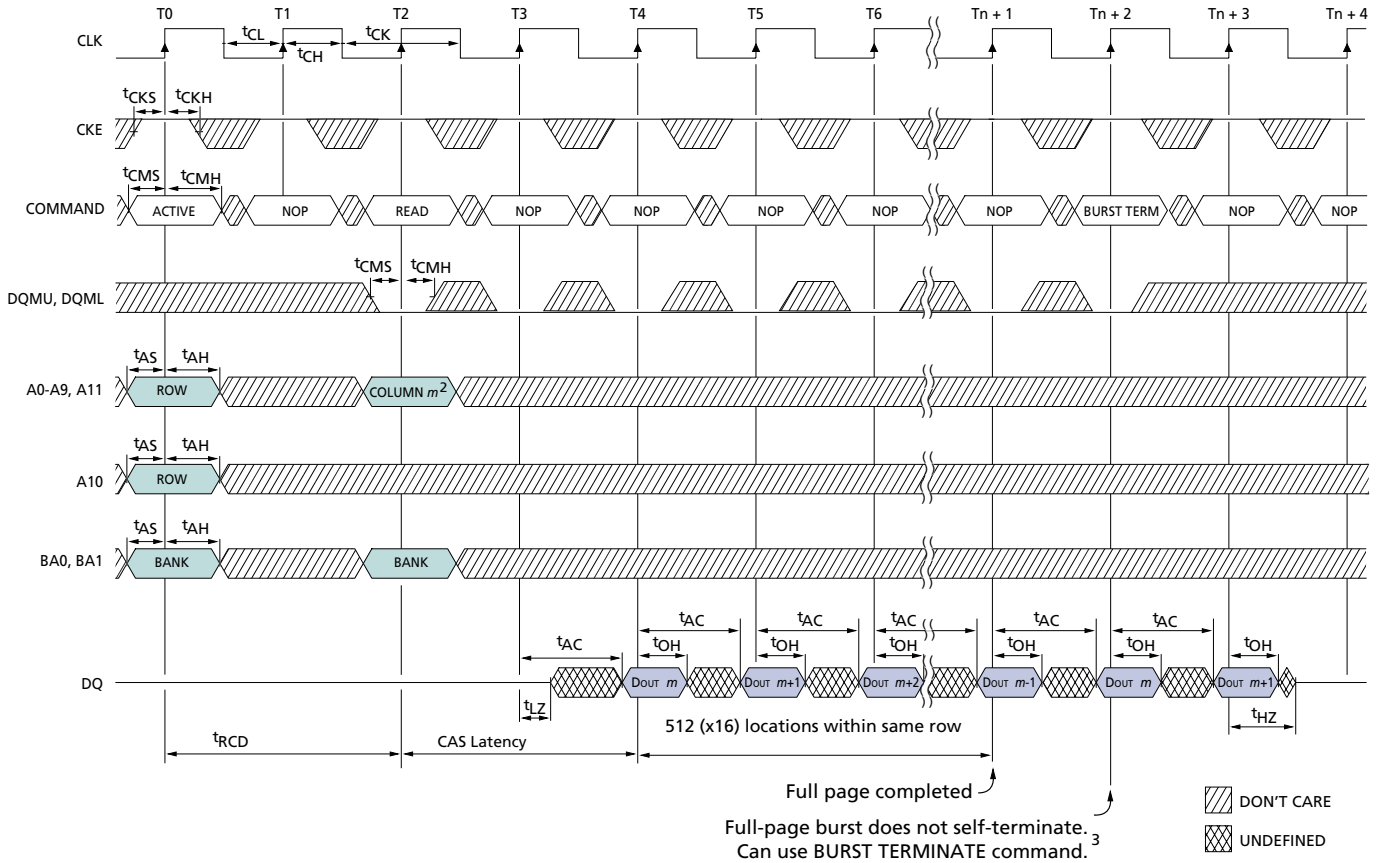 T0 T1 T2 T3 T4 T5 T6 Tn + 1 Tn + 2 Tn + 3 Tn + 4
CLK
tCL tCK
tCH
tCKS tCKH
CKE
tCMS tCMH
COMMAND ACTIVE NOP READ NOP NOP NOP NOP NOP BURST TERM NOP NOP
tCMS tCMH
DQMU, DQML
tAS tAH
A0-A9, A11 ROW COLUMN m2
tAS tAH
A10 ROW
tAS tAH
BA0, BA1 BANK BANK
tAC tAC tAC tAC tAC tAC
tOH tOH tOH tOH tOH tOH
DQ DOUT m DOUT m+1 DOUT m+2 DOUT m-1 DOUT m DOUT m+1
tLZ tHZ
512 (x16) locations within same row
tRCD CAS Latency
Full page completed
Full-page burst does not self-terminate. 3
Can use BURST TERMINATE command.
DON'T CARE
UNDEFINED